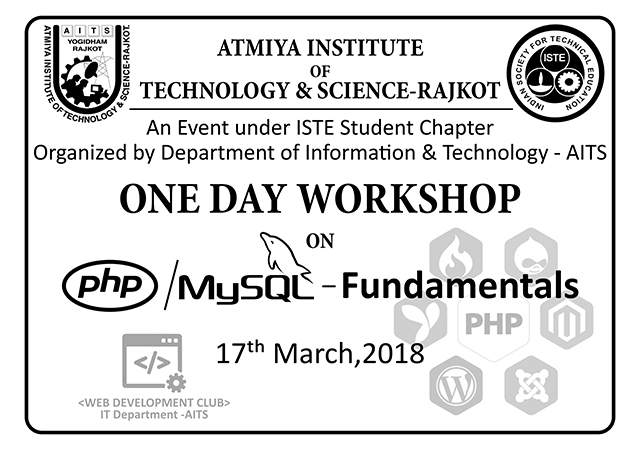 AITS
YOGIDHAM
RAJKOT
ATMIYA INSTITUTE OF TECHNOLOGY & SCIENCE-RAJKOT
ATMIYA INSTITUTE
OF
TECHNOLOGY & SCIENCE-RAJKOT
INDIAN SOCIETY FOR TECHNICAL EDUCATION
ISTE
An Event under ISTE Student Chapter
Organized by Department of Information & Technology - AITS
ONE DAY WORKSHOP
ON
php/MySQL-Fundamentals
PHP
17th March,2018
</>
<WEB DEVELOPMENT CLUB>
IT Department -AITS